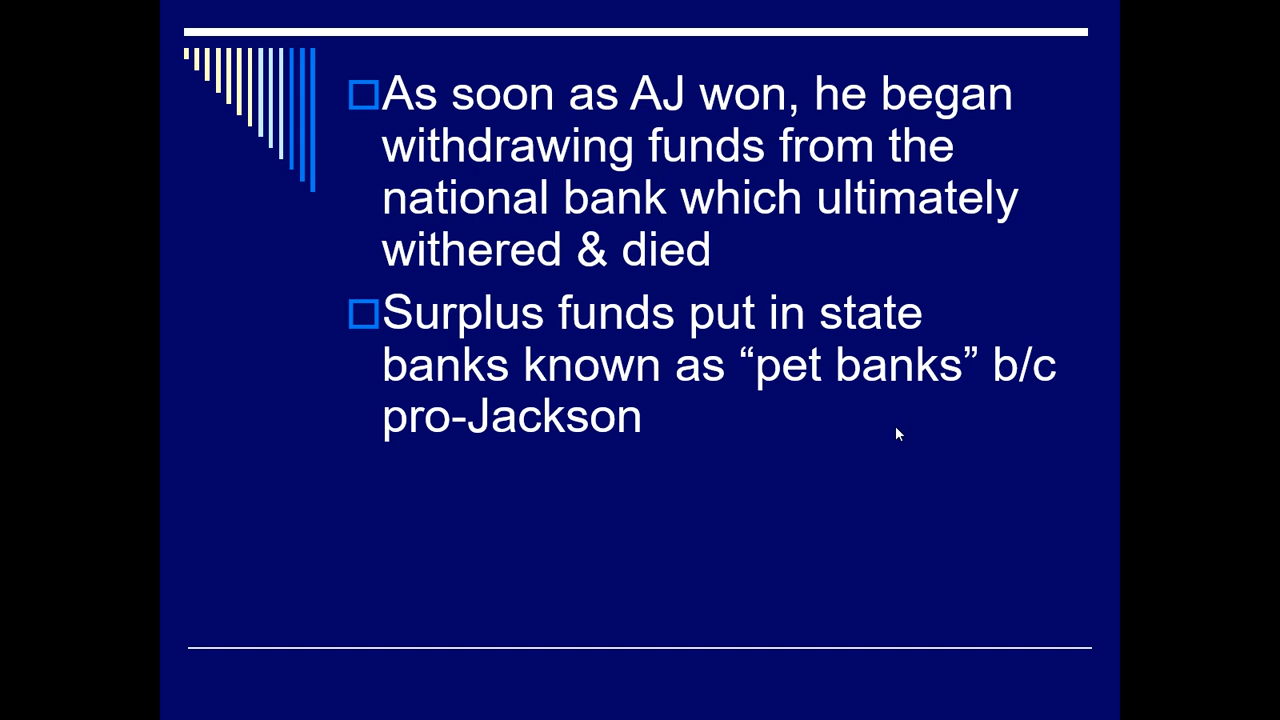 As soon as AJ won, he began
withdrawing funds from the
national bank which ultimately
withered & died
Surplus funds put in state
banks known as “pet banks” b/c
pro-Jackson